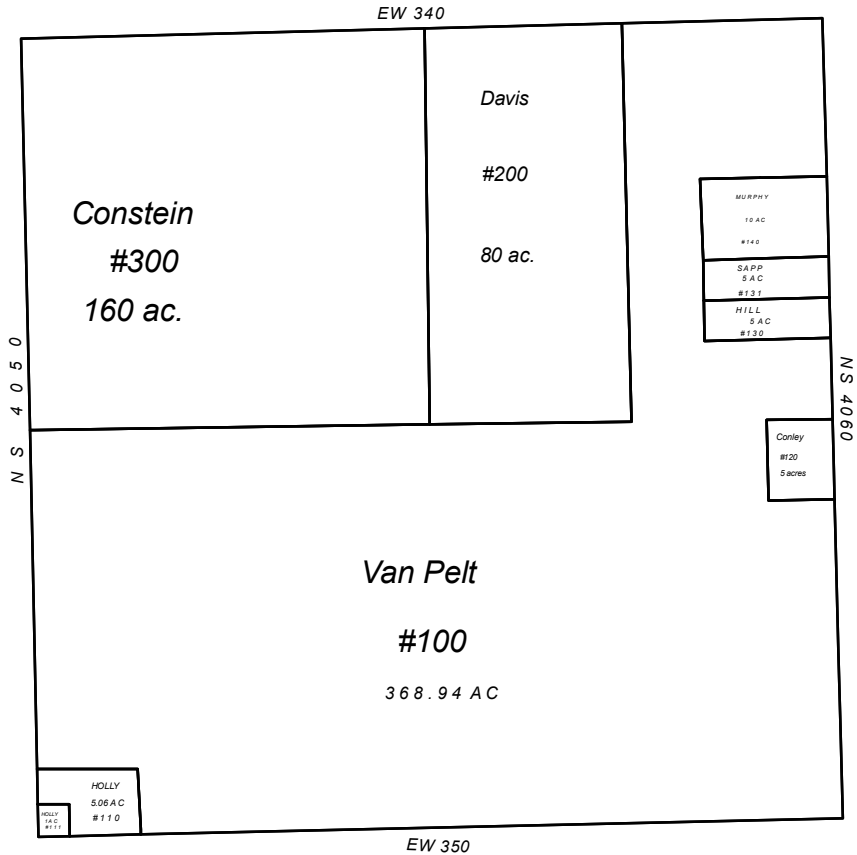 EW 340
Davis
#200
80 ac.
Constein
#300
160 ac.
MURPHY
10 AC
#140
SAPP
5 AC
#131
HILL
5 AC
#130
NS 4050
NS 4060
Conley
#120
5 acres
Van Pelt
#100
368.94 AC
HOLLY
5.06 AC
#110
HOLLY
1 AC
#111
EW 350